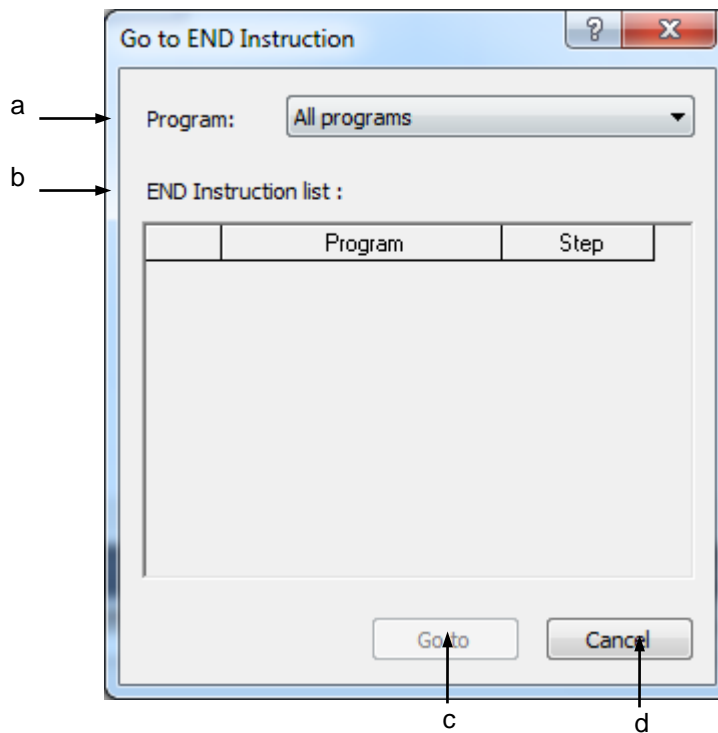 Go to END Instruction
a
Program: All programs
b
END Instruction list :
Program Step
Go to Cancel
c d